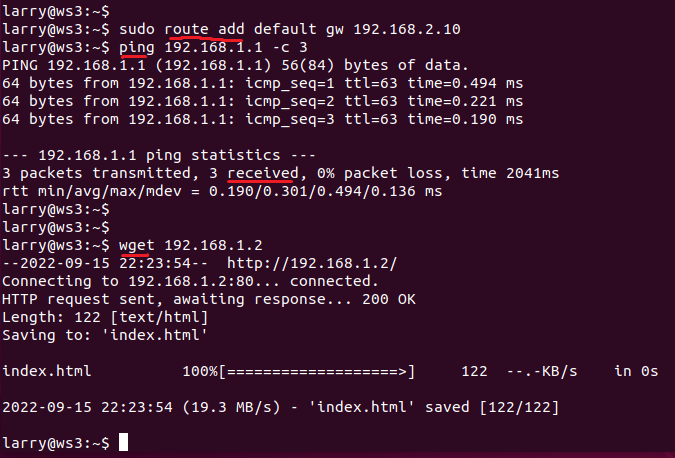 larry@ws3:~$
larry@ws3:~$ sudo route add default gw 192.168.2.10
larry@ws3:~$ ping 192.168.1.1 -c 3
PING 192.168.1.1 (192.168.1.1) 56(84) bytes of data.
64 bytes from 192.168.1.1: icmp_seq=1 ttl=63 time=0.494 ms
64 bytes from 192.168.1.1: icmp_seq=2 ttl=63 time=0.221 ms
64 bytes from 192.168.1.1: icmp_seq=3 ttl=63 time=0.190 ms
--- 192.168.1.1 ping statistics ---
3 packets transmitted, 3 received, 0% packet loss, time 2041ms
rtt min/avg/max/mdev = 0.190/0.301/0.494/0.136 ms
larry@ws3:~$
larry@ws3:~$
larry@ws3:~$ wget 192.168.1.2
--2022-09-15 22:23:54--  http://192.168.1.2/
Connecting to 192.168.1.2:80... connected.
HTTP request sent, awaiting response... 200 OK
Length: 122 [text/html]
Saving to: 'index.html'
index.html          100%[===================>]     122  --.-KB/s    in 0s
2022-09-15 22:23:54 (19.3 MB/s) - 'index.html' saved [122/122]
larry@ws3:~$